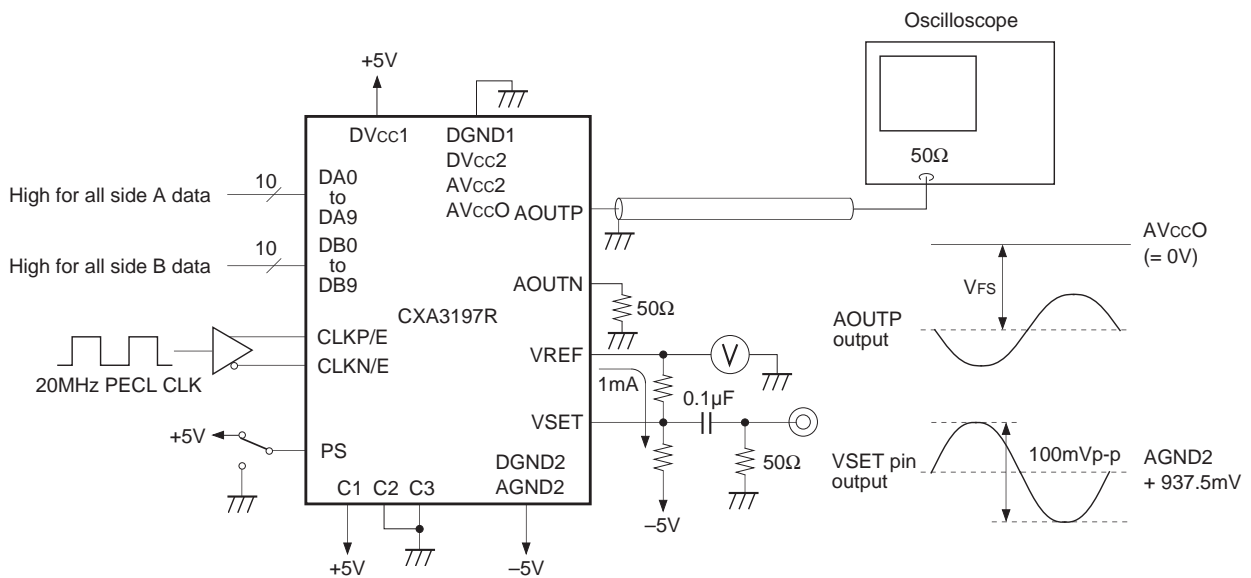 Oscilloscope
50Ω
+5V
DVcc1
DGND1
DVcc2
AVcc2
AVccO
High for all side A data
10
DA0
to
DA9
High for all side B data
10
DB0
to
DB9
AOUTP
AOUTN
50Ω
CXA3197R
CLKP/E
CLKN/E
20MHz PECL CLK
VREF
V
1mA
0.1µF
VSET
50Ω
–5V
+5V
PS
C1
C2
C3
DGND2
AGND2
+5V
–5V
AVccO
(= 0V)
VFS
AOUTP
output
VSET pin
output
100mVp-p
AGND2
+ 937.5mV